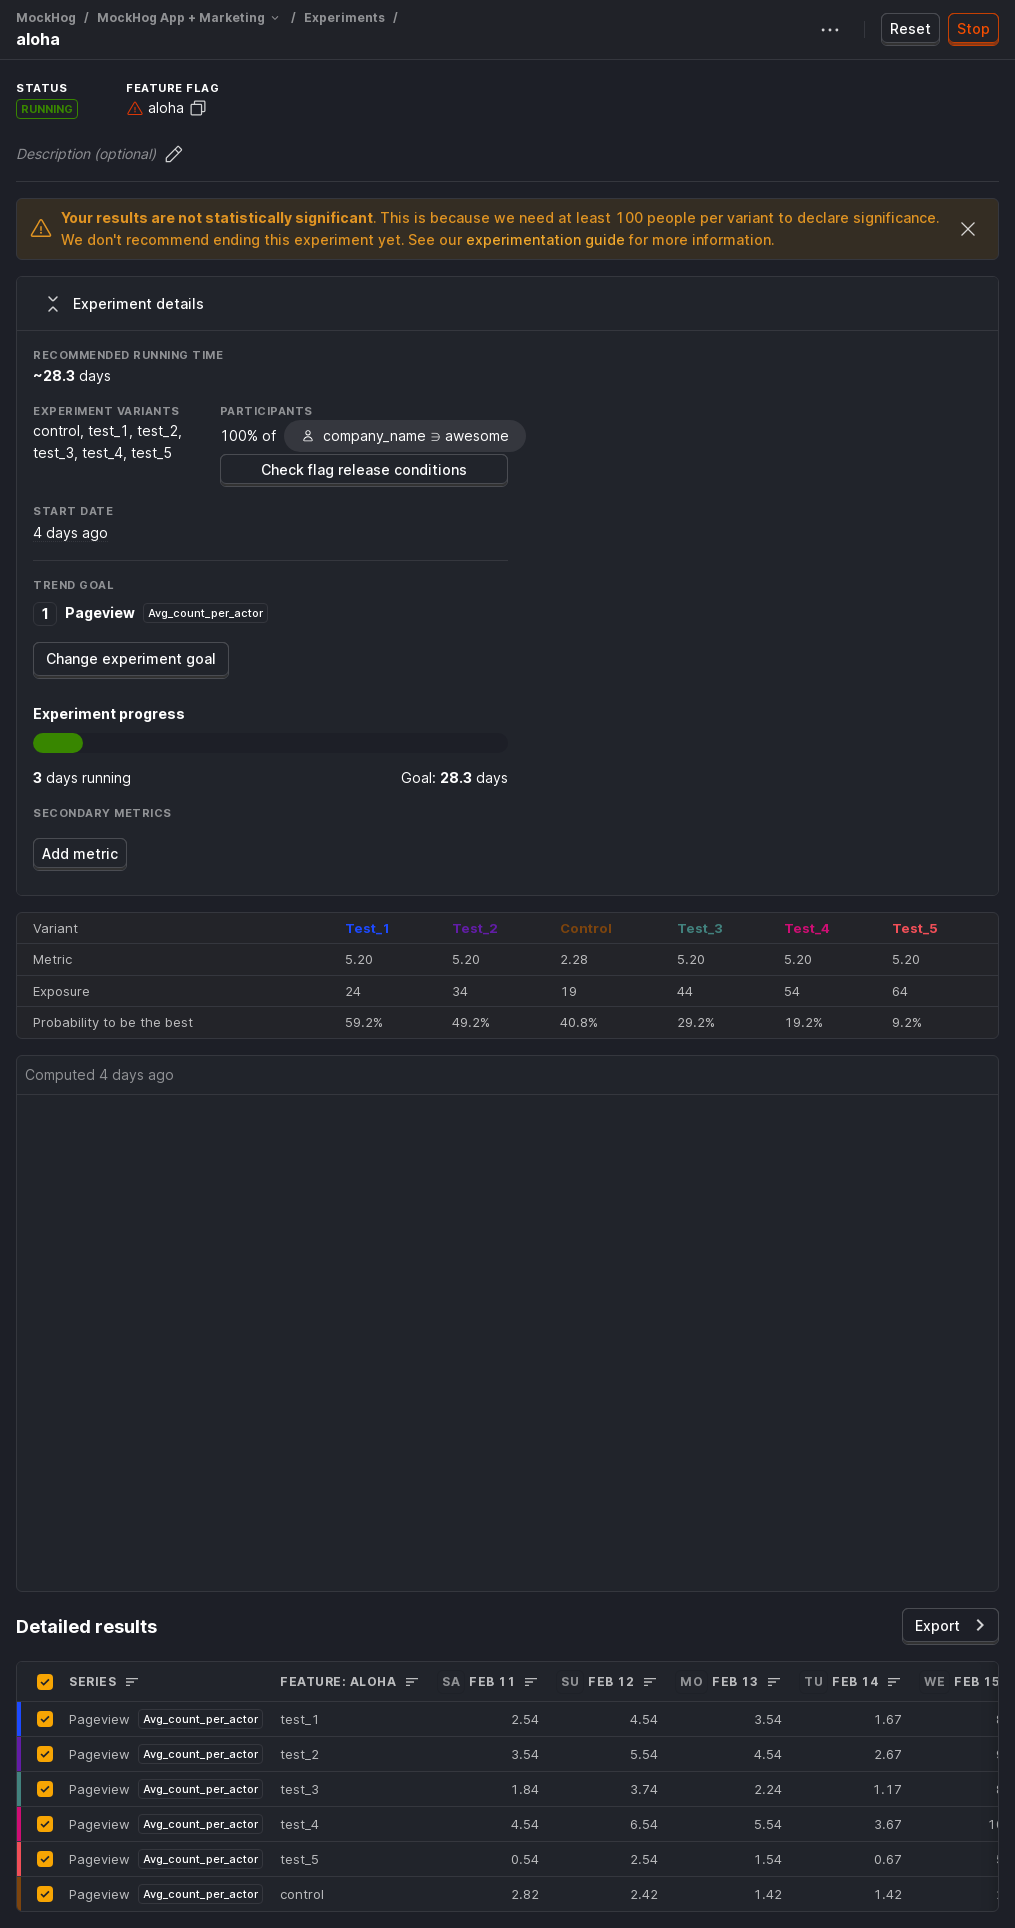 MockHog / MockHog App + Marketing / Experiments /
aloha
Reset Stop
STATUS FEATURE FLAG
RUNNING aloha
Description (optional)
Your results are not statistically significant. This is because we need at least 100 people per variant to declare significance.
We don't recommend ending this experiment yet. See our experimentation guide for more information.
Experiment details
RECOMMENDED RUNNING TIME
~28.3 days
EXPERIMENT VARIANTS PARTICIPANTS
control, test_1, test_2,
test_3, test_4, test_5
100% of company_name ∋ awesome
Check flag release conditions
START DATE
4 days ago
TREND GOAL
1 Pageview Avg_count_per_actor
Change experiment goal
Experiment progress
3 days running Goal: 28.3 days
SECONDARY METRICS
Add metric
Variant Test_1 Test_2 Control Test_3 Test_4 Test_5
Metric 5.20 5.20 2.28 5.20 5.20 5.20
Exposure 24 34 19 44 54 64
Probability to be the best 59.2% 49.2% 40.8% 29.2% 19.2% 9.2%
Computed 4 days ago
Detailed results Export
SERIES FEATURE: ALOHA SA FEB 11 SU FEB 12 MO FEB 13 TU FEB 14 WE FEB 15
Pageview Avg_count_per_actor test_1 2.54 4.54 3.54 1.67
Pageview Avg_count_per_actor test_2 3.54 5.54 4.54 2.67
Pageview Avg_count_per_actor test_3 1.84 3.74 2.24 1.17
Pageview Avg_count_per_actor test_4 4.54 6.54 5.54 3.67
Pageview Avg_count_per_actor test_5 0.54 2.54 1.54 0.67
Pageview Avg_count_per_actor control 2.82 2.42 1.42 1.42